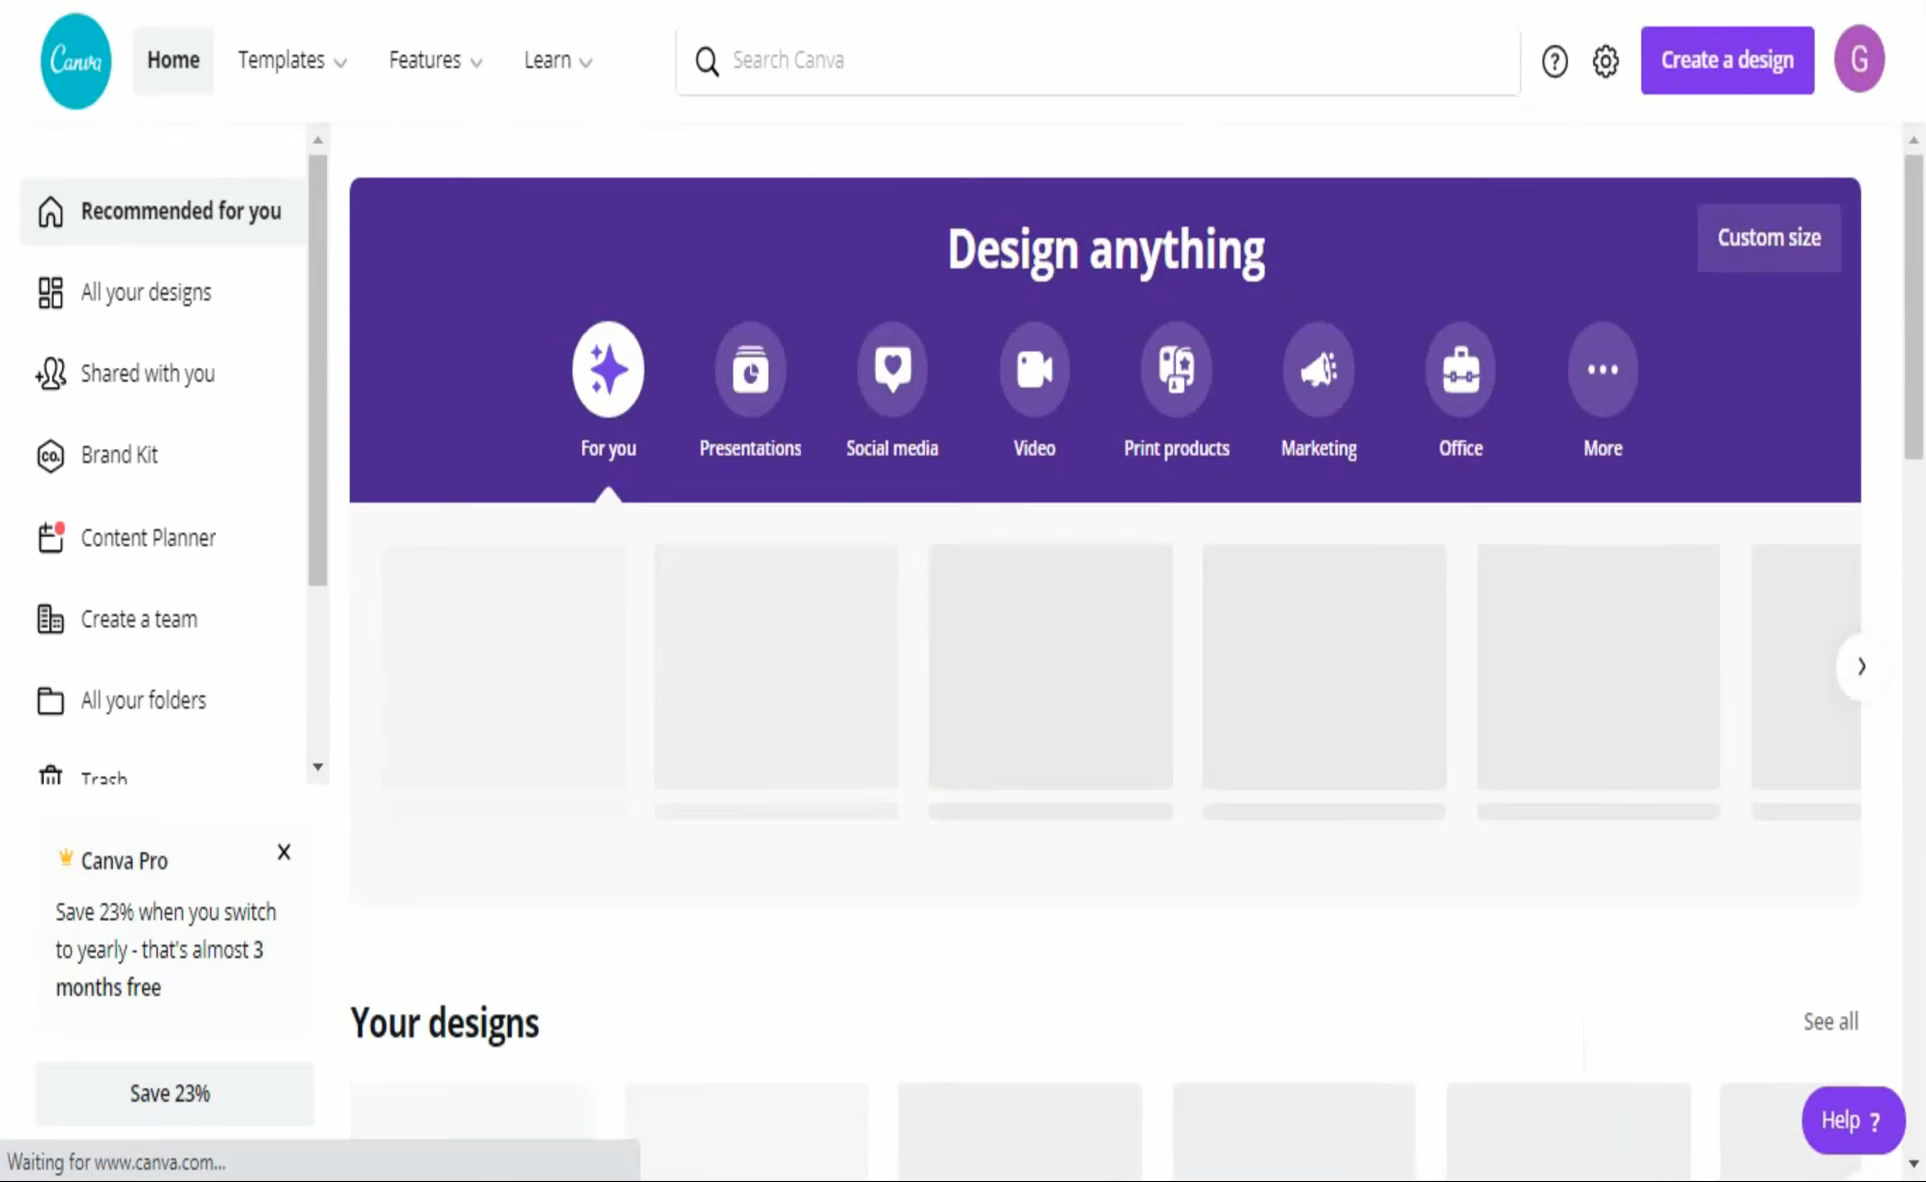 Canva
Home
Templates
Features
Learn
Search Canva
?
Create a design
G
Recommended for you
All your designs
Shared with you
co.
Brand Kit
Content Planner
Create a team
All your folders
Trash
Design anything
Custom size
For you
Presentations
Social media
Video
Print products
Marketing
Office
More
Canva Pro
X
Save 23% when you switch
to yearly - that's almost 3
months free
Save 23%
Your designs
See all
Help ?
Waiting for www.canva.com...